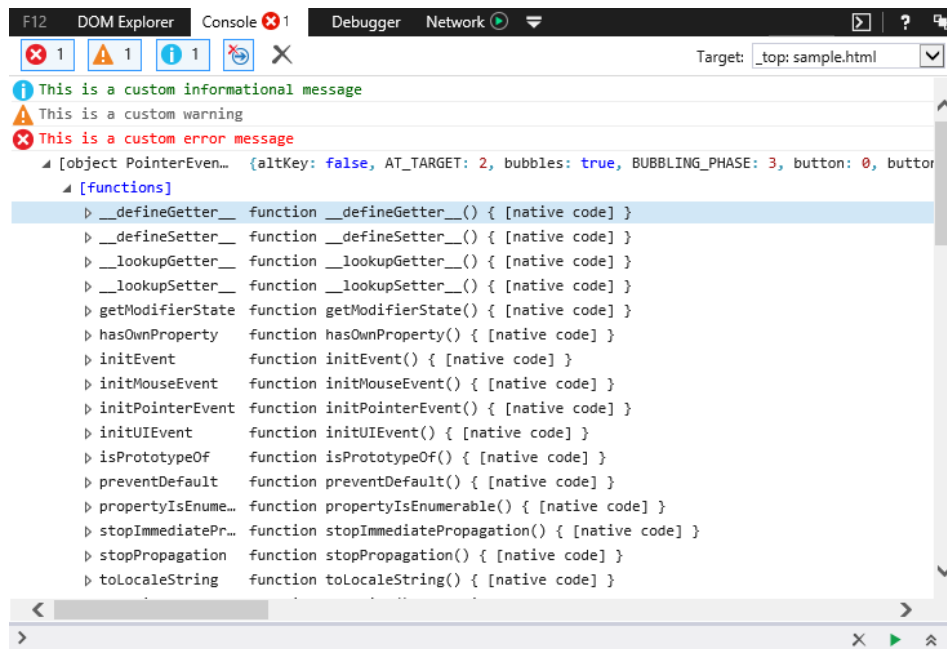 F12 DOM Explorer Console 1 Debugger Network
1 1 1 Target: _top: sample.html
This is a custom informational message
This is a custom warning
This is a custom error message
[object PointerEven… {altKey: false, AT_TARGET: 2, bubbles: true, BUBBLING_PHASE: 3, button: 0, button
[functions]
__defineGetter__ function __defineGetter__() { [native code] }
__defineSetter__ function __defineSetter__() { [native code] }
__lookupGetter__ function __lookupGetter__() { [native code] }
__lookupSetter__ function __lookupSetter__() { [native code] }
getModifierState function getModifierState() { [native code] }
hasOwnProperty function hasOwnProperty() { [native code] }
initEvent function initEvent() { [native code] }
initMouseEvent function initMouseEvent() { [native code] }
initPointerEvent function initPointerEvent() { [native code] }
initUIEvent function initUIEvent() { [native code] }
isPrototypeOf function isPrototypeOf() { [native code] }
preventDefault function preventDefault() { [native code] }
propertyIsEnume… function propertyIsEnumerable() { [native code] }
stopImmediatePr… function stopImmediatePropagation() { [native code] }
stopPropagation function stopPropagation() { [native code] }
toLocaleString function toLocaleString() { [native code] }